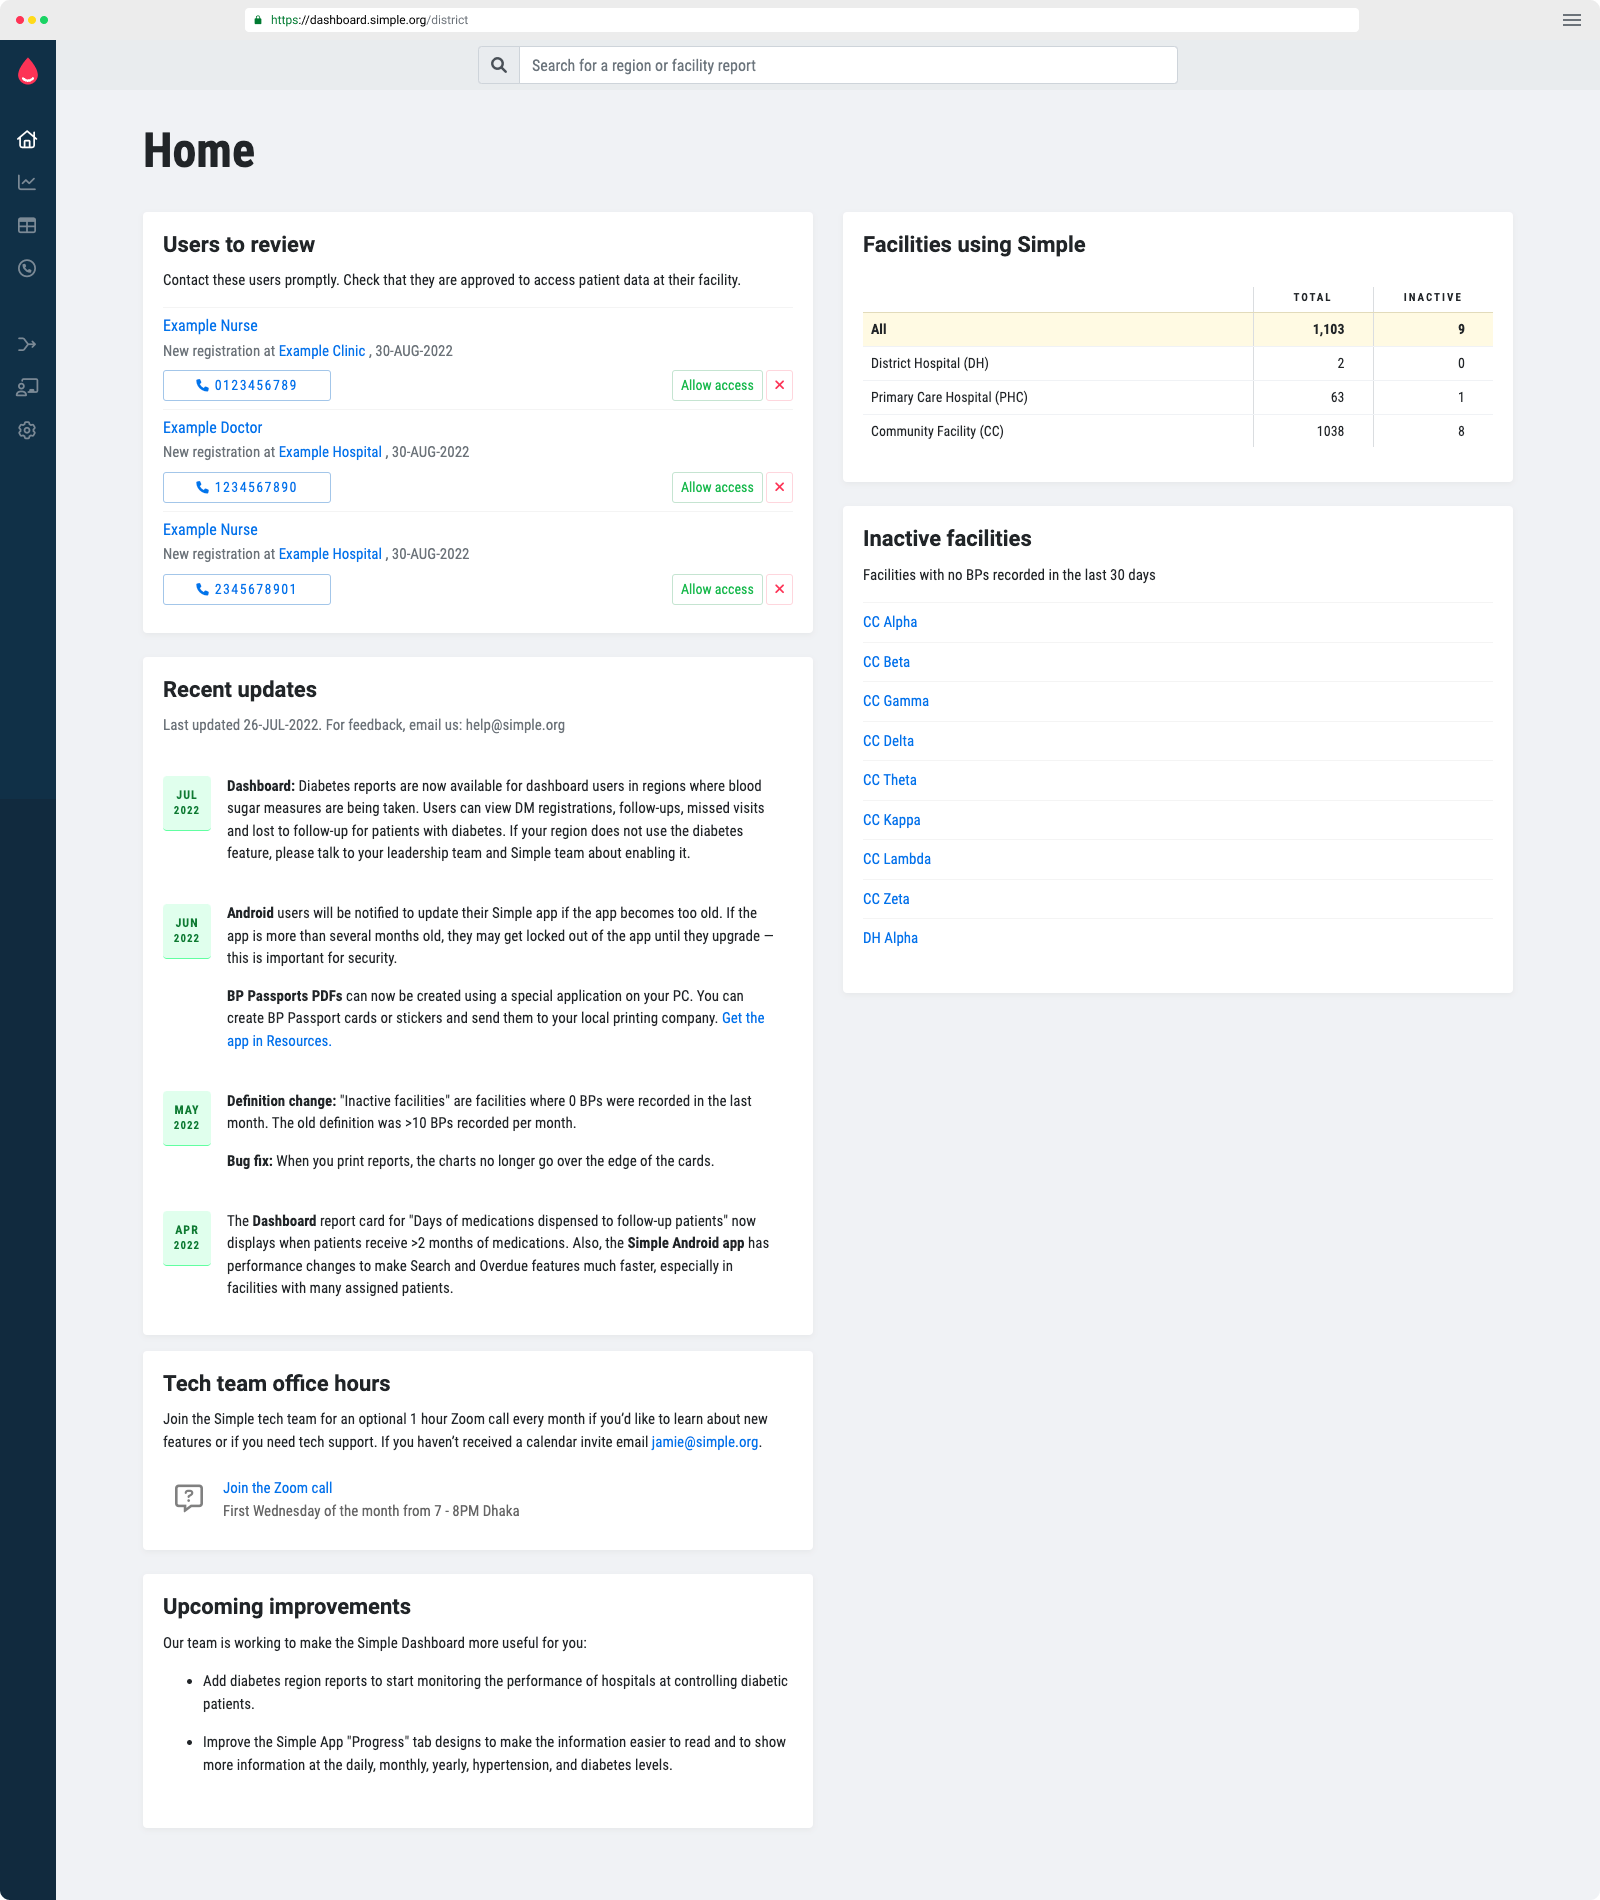 https://dashboard.simple.org/district
Search for a region or facility report
Home
Users to review
Contact these users promptly. Check that they are approved to access patient data at their facility.
Example Nurse
New registration at Example Clinic , 30-AUG-2022
0123456789
Allow access
Example Doctor
New registration at Example Hospital , 30-AUG-2022
1234567890
Allow access
Example Nurse
New registration at Example Hospital , 30-AUG-2022
2345678901
Allow access
Recent updates
Last updated 26-JUL-2022. For feedback, email us: help@simple.org
JUL
2022
Dashboard: Diabetes reports are now available for dashboard users in regions where blood
sugar measures are being taken. Users can view DM registrations, follow-ups, missed visits
and lost to follow-up for patients with diabetes. If your region does not use the diabetes
feature, please talk to your leadership team and Simple team about enabling it.
JUN
2022
Android users will be notified to update their Simple app if the app becomes too old. If the
app is more than several months old, they may get locked out of the app until they upgrade —
this is important for security.
BP Passports PDFs can now be created using a special application on your PC. You can
create BP Passport cards or stickers and send them to your local printing company. Get the
app in Resources.
MAY
2022
Definition change: "Inactive facilities" are facilities where 0 BPs were recorded in the last
month. The old definition was >10 BPs recorded per month.
Bug fix: When you print reports, the charts no longer go over the edge of the cards.
APR
2022
The Dashboard report card for "Days of medications dispensed to follow-up patients" now
displays when patients receive >2 months of medications. Also, the Simple Android app has
performance changes to make Search and Overdue features much faster, especially in
facilities with many assigned patients.
Tech team office hours
Join the Simple tech team for an optional 1 hour Zoom call every month if you’d like to learn about new
features or if you need tech support. If you haven’t received a calendar invite email jamie@simple.org.
Join the Zoom call
First Wednesday of the month from 7 - 8PM Dhaka
Upcoming improvements
Our team is working to make the Simple Dashboard more useful for you:
• Add diabetes region reports to start monitoring the performance of hospitals at controlling diabetic
patients.
• Improve the Simple App "Progress" tab designs to make the information easier to read and to show
more information at the daily, monthly, yearly, hypertension, and diabetes levels.
Facilities using Simple
TOTAL INACTIVE
All 1,103 9
District Hospital (DH) 2 0
Primary Care Hospital (PHC) 63 1
Community Facility (CC) 1038 8
Inactive facilities
Facilities with no BPs recorded in the last 30 days
CC Alpha
CC Beta
CC Gamma
CC Delta
CC Theta
CC Kappa
CC Lambda
CC Zeta
DH Alpha